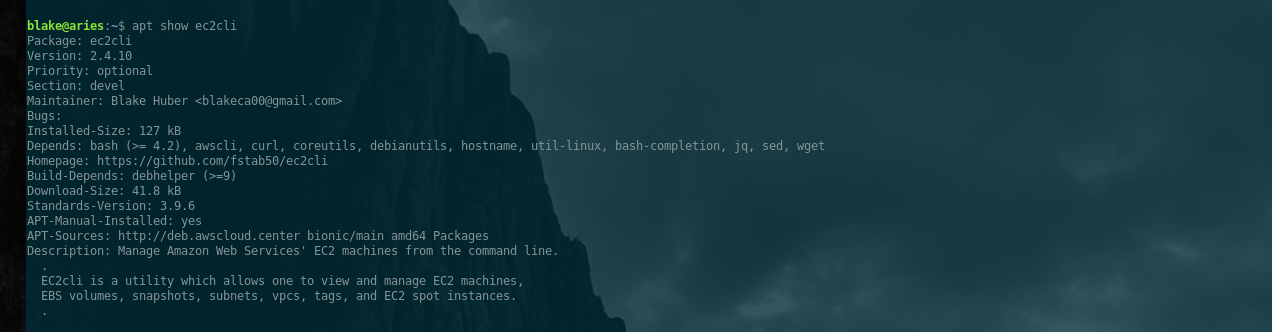 blake@aries:~$ apt show ec2cli
Package: ec2cli
Version: 2.4.10
Priority: optional
Section: devel
Maintainer: Blake Huber <blakeca00@gmail.com>
Bugs:
Installed-Size: 127 kB
Depends: bash (>= 4.2), awscli, curl, coreutils, debianutils, hostname, util-linux, bash-completion, jq, sed, wget
Homepage: https://github.com/fstab50/ec2cli
Build-Depends: debhelper (>=9)
Download-Size: 41.8 kB
Standards-Version: 3.9.6
APT-Manual-Installed: yes
APT-Sources: http://deb.awscloud.center bionic/main amd64 Packages
Description: Manage Amazon Web Services' EC2 machines from the command line.
  .
  EC2cli is a utility which allows one to view and manage EC2 machines,
  EBS volumes, snapshots, subnets, vpcs, tags, and EC2 spot instances.
  .